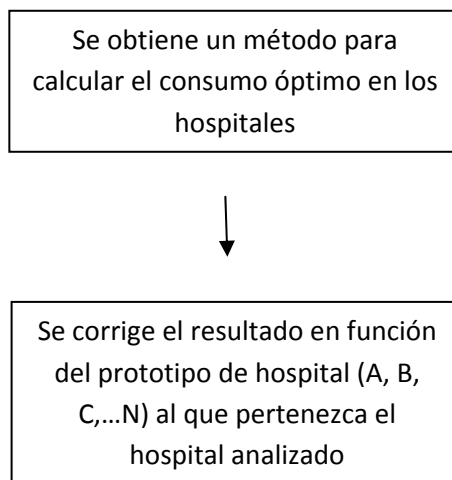 Se obtiene un método para
calcular el consumo óptimo en los
hospitales
Se corrige el resultado en función
del prototipo de hospital (A, B,
C,…N) al que pertenezca el
hospital analizado